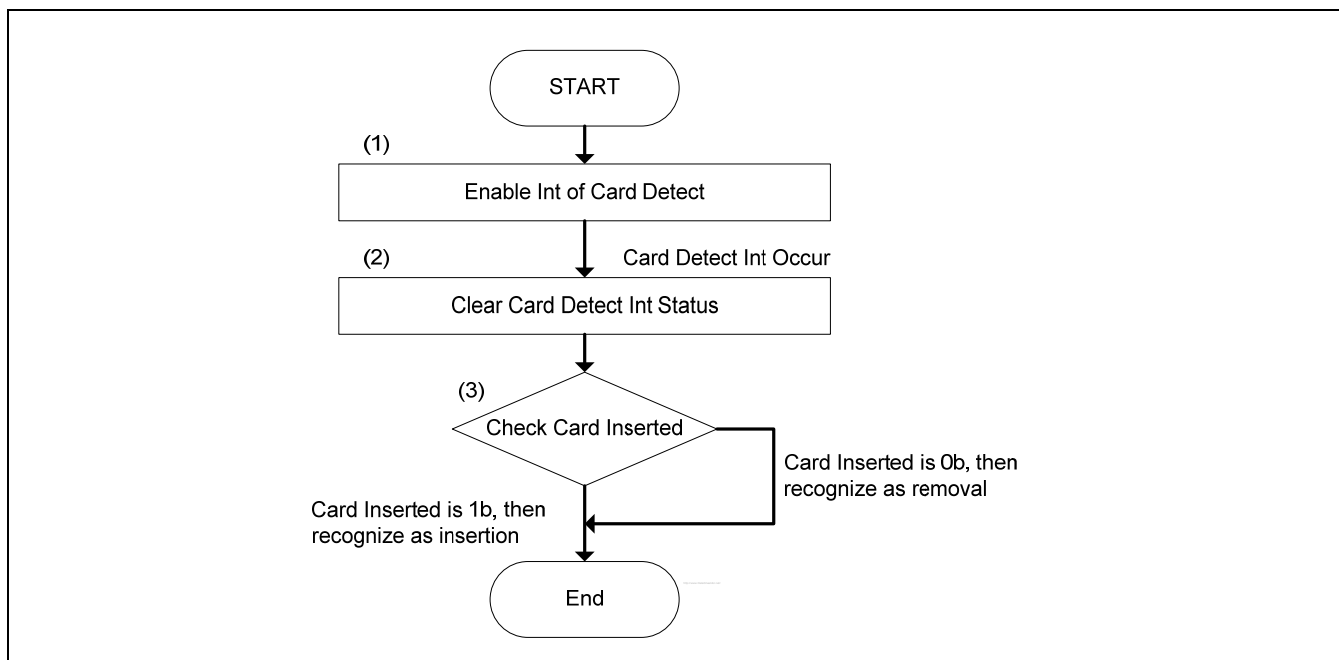 START
(1)
Enable Int of Card Detect
Card Detect Int Occur
(2)
Clear Card Detect Int Status
(3)
Check Card Inserted
Card Inserted is 0b, then
recognize as removal
Card Inserted is 1b, then
recognize as insertion
End